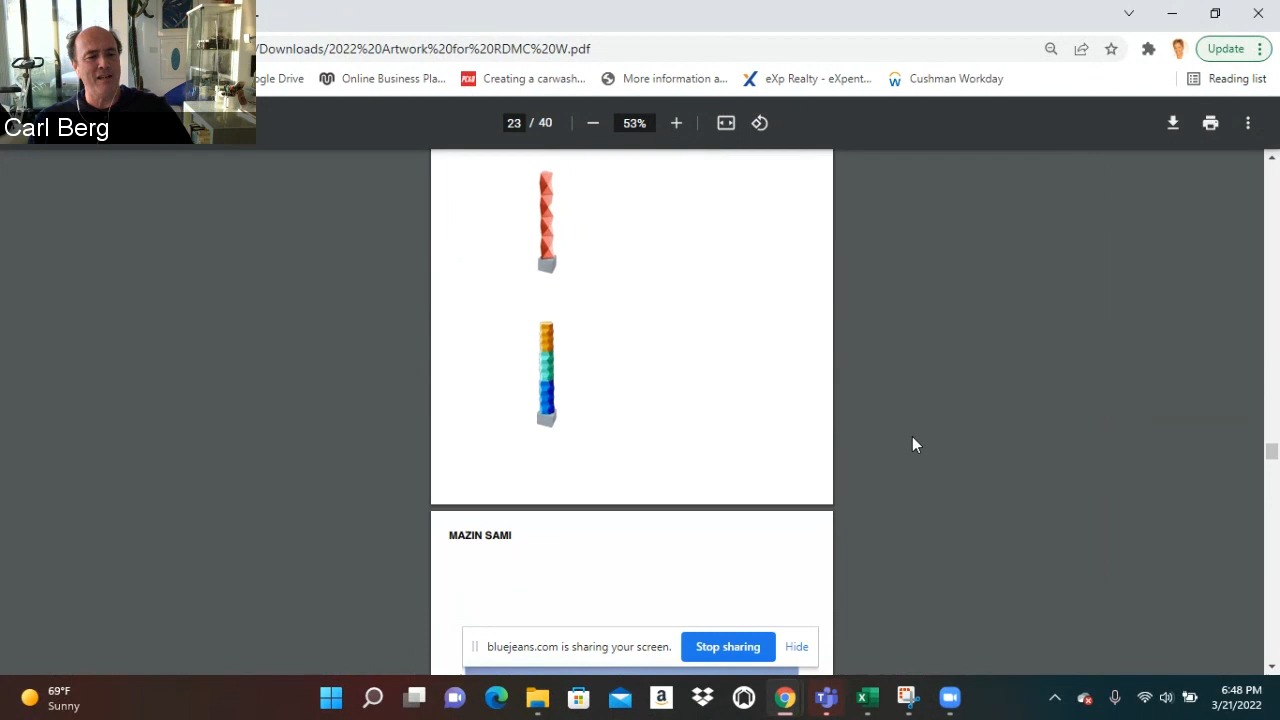 Carl Berg
/Downloads/2022%20Artwork%20for%20RDMC%20W.pdf
Update
gle Drive
Online Business Pla...
Creating a carwash...
More information a...
eXp Realty - eXpent...
Cushman Workday
Reading list
23 / 40
53%
MAZIN SAMI
bluejeans.com is sharing your screen.
Stop sharing
Hide
69°F
Sunny
6:48 PM
3/21/2022